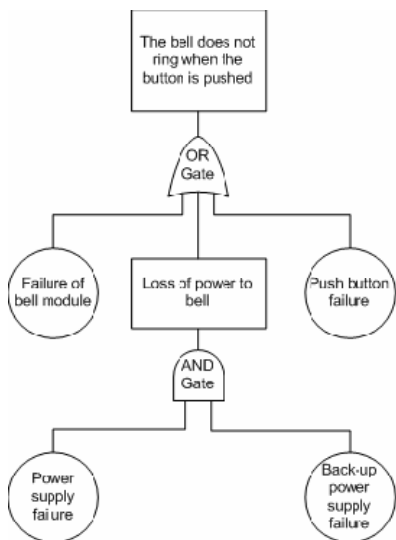 The bell does not
ring when the
button is pushed
OR
Gate
Failure of
bell module
Loss of power to
bell
Push button
failure
AND
Gate
Power
supply
failure
Back-up
power
supply
failure